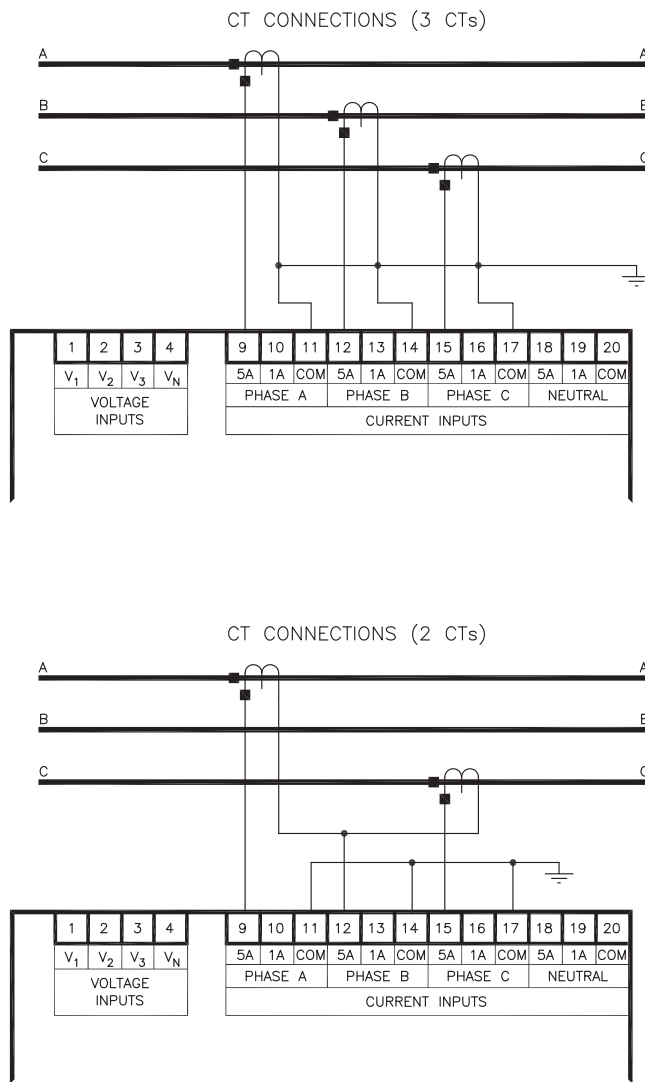 CT CONNECTIONS (3 CTs)
A A
B B
C C
1 2 3 4 9 10 11 12 13 14 15 16 17 18 19 20
V1 V2 V3 VN 5A 1A COM 5A 1A COM 5A 1A COM 5A 1A COM
VOLTAGE INPUTS PHASE A PHASE B PHASE C NEUTRAL
CURRENT INPUTS
CT CONNECTIONS (2 CTs)
A A
B B
C C
1 2 3 4 9 10 11 12 13 14 15 16 17 18 19 20
V1 V2 V3 VN 5A 1A COM 5A 1A COM 5A 1A COM 5A 1A COM
VOLTAGE INPUTS PHASE A PHASE B PHASE C NEUTRAL
CURRENT INPUTS